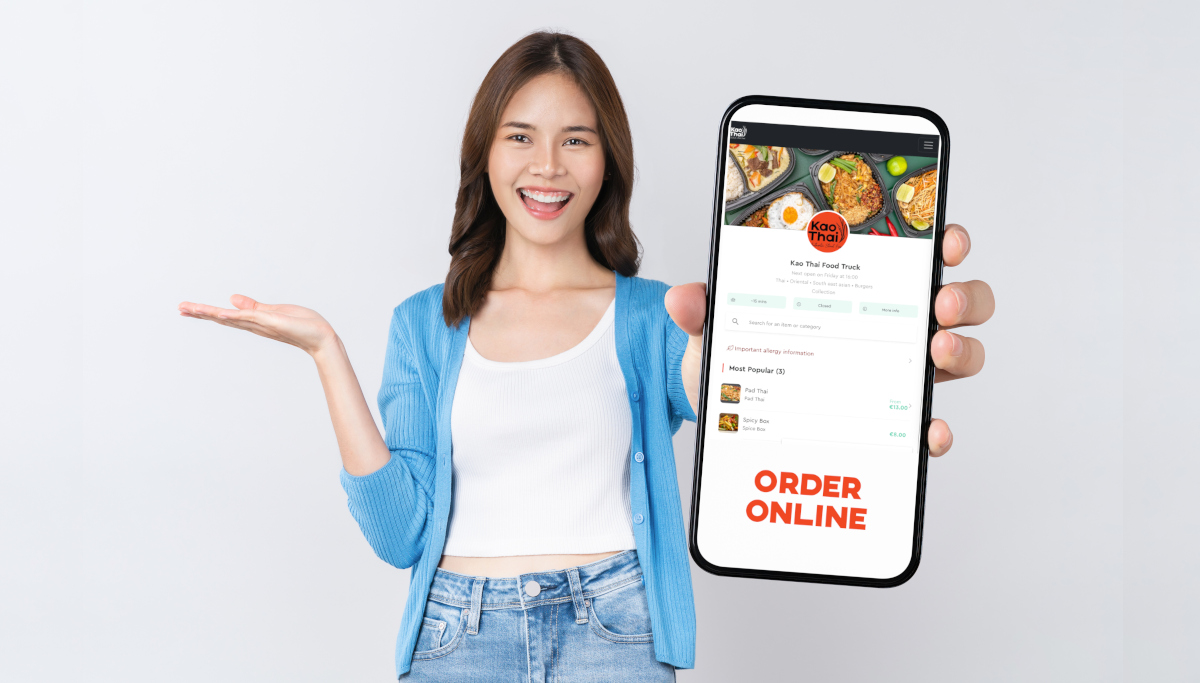 Kao
Thai
Kao
Thai
Kao Thai Food Truck
Next open on Friday at 16:00
Thai • Oriental • South east asian • Burgers
Collection
Closed
More Info
Search for an item or category
Important allergy information
Most Popular (3)
Pad Thai
Pad Thai
€13.00
Spicy Box
Spice Box
€6.00
ORDER
ONLINE